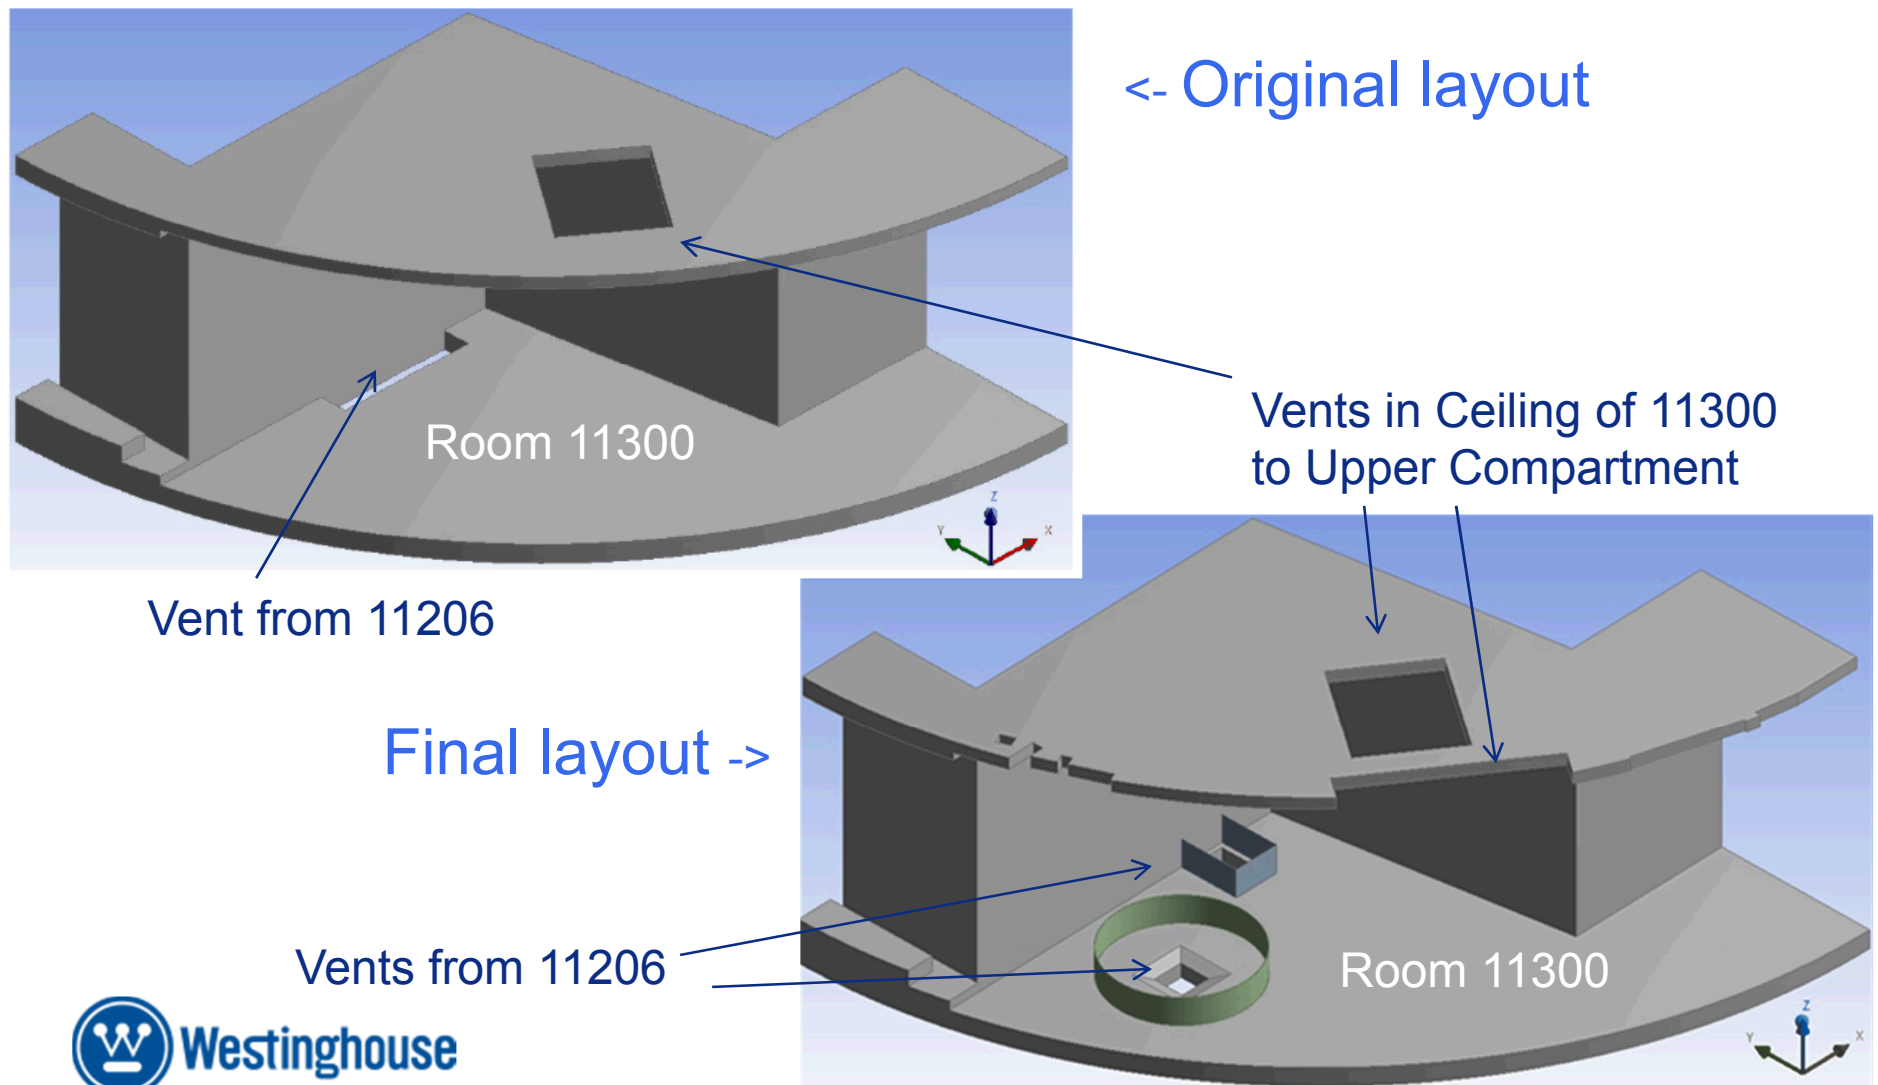 <- Original layout
Room 11300
Z
Y
X
Vents in Ceiling of 11300
to Upper Compartment
Vent from 11206
Final layout ->
Vents from 11206
Room 11300
Z
Y
X
W
Westinghouse